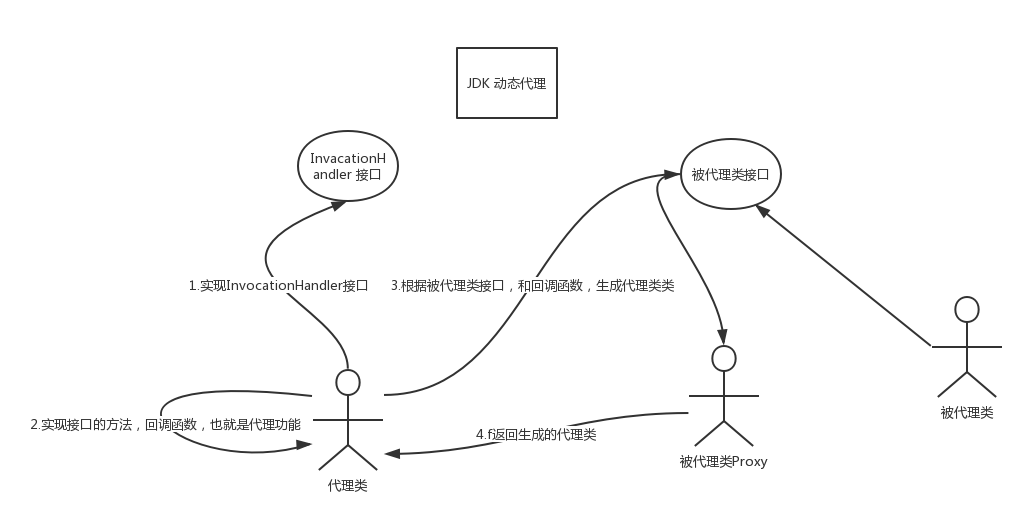 JDK 动态代理
InvacationH
andler 接口
被代理类接口
1.实现InvocationHandler接口
3.根据被代理类接口，和回调函数，生成代理类类
被代理类
2.实现接口的方法，回调函数，也就是代理功能
4.f返回生成的代理类
被代理类Proxy
代理类